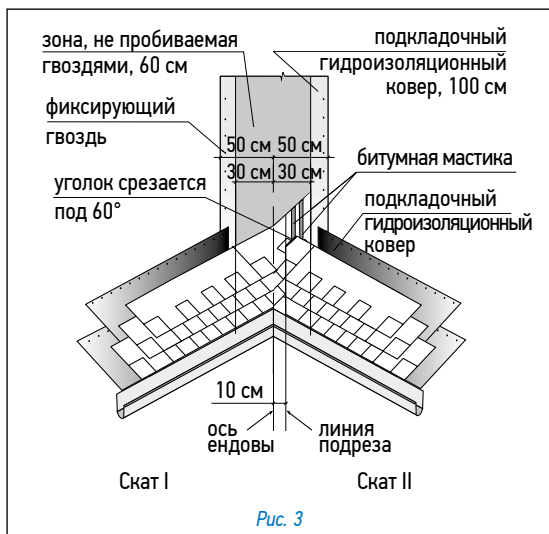 зона, не пробиваемая
гвоздями, 60 см
подкладочный
гидроизоляционный
ковер, 100 см
фиксирующий
гвоздь
50 см 50 см
30 см 30 см
битумная мастика
уголок срезается
под 60°
подкладочный
гидроизоляционный
ковер
10 см
ось
ендовы
линия
подреза
Скат I
Скат II
Рис. 3